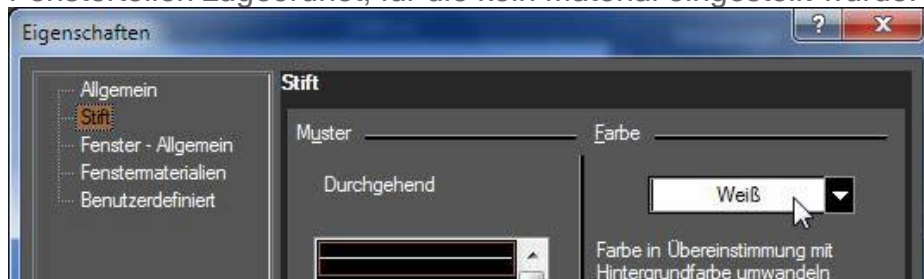 Fensterteilen zugeordnet, für die kein Material eingestellt wurde.
Eigenschaften
?
X
Allgemein
Stift
Fenster - Allgemein
Fenstermaterialien
Benutzerdefiniert
Stift
Muster
Durchgehend
Farbe
Weiß
Farbe in Übereinstimmung mit
Hintergrundfarbe umwandeln